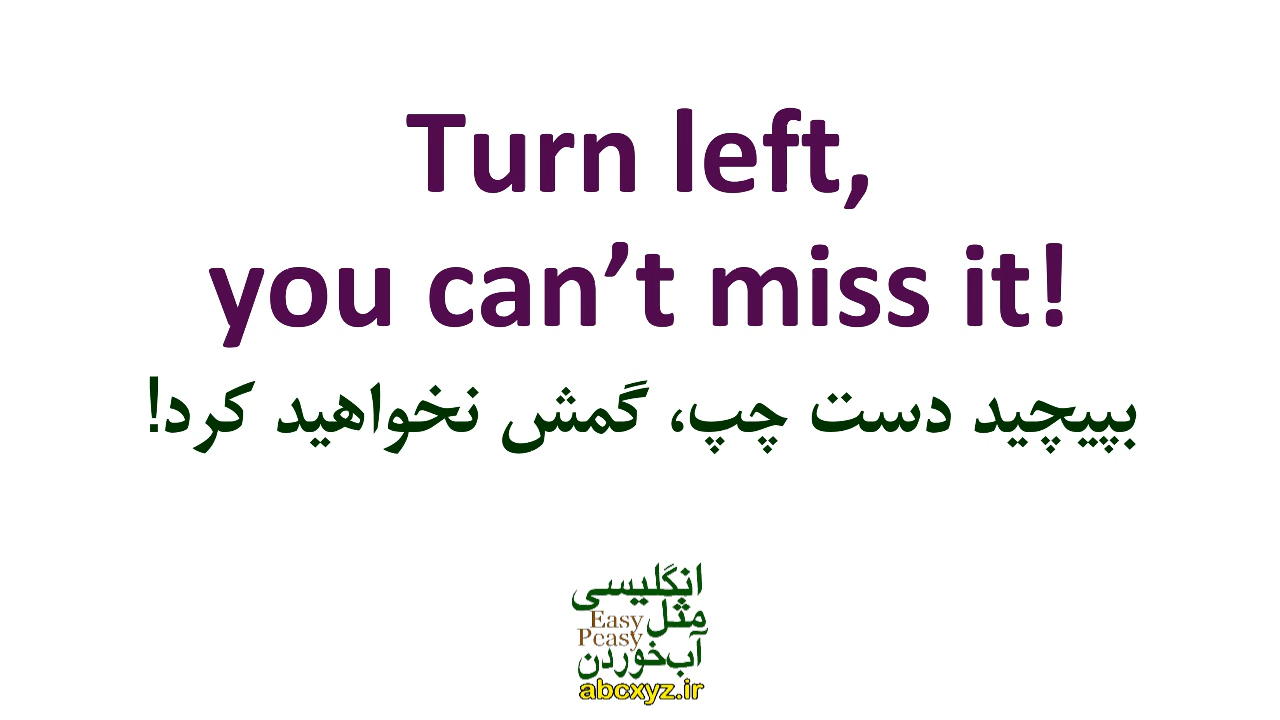 Turn left,
you can’t miss it!
بپیچید دست چپ، گمش نخواهید کرد!
انگلیسی
مثل
Easy
Peasy
آب‌خوردن
abcxyz.ir